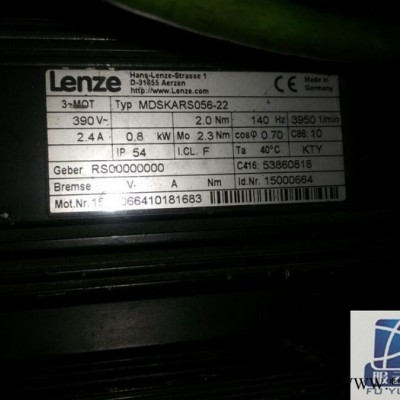 Lenze
Hans-Lenze-Strasse 1
D-31855 Aerzen
http://www.Lenze.com
CE
Made in
Germany
3~MOT Typ MDSKARS056-22
390 V~ 2.0 Nm 140 Hz 3950 1/min
2.4 A 0,8 kW Mo 2.3 Nm cosφ 0.70 C86: 10
IP 54 I.CL. F Ta 40°C KTY
Geber RS00000000 C416: 53860818
Bremse V- A Nm Id.Nr. 15000664
Mot.Nr. 066410181683